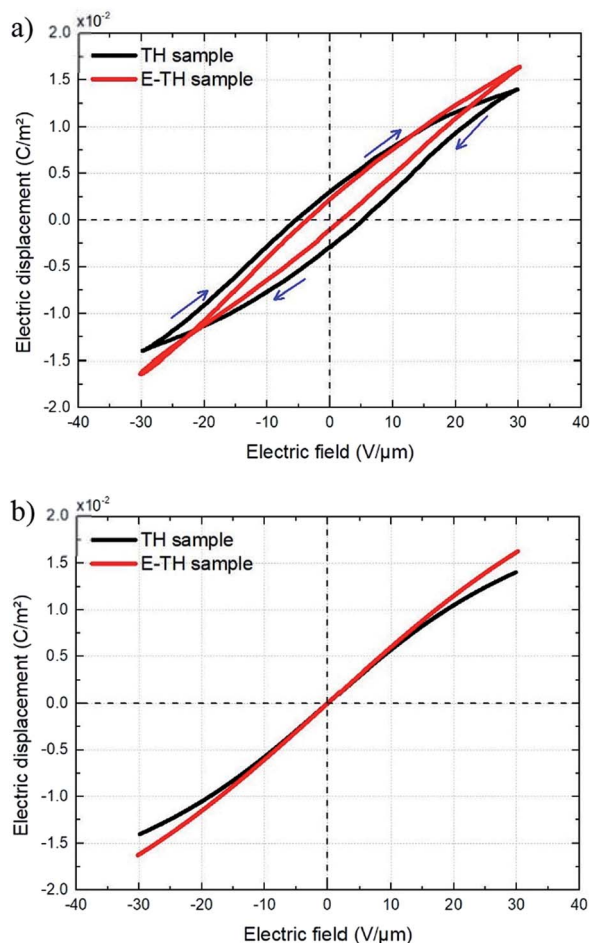 a)
2.0 x10⁻²
TH sample
E-TH sample
1.5
1.0
0.5
0.0
-0.5
-1.0
-1.5
-2.0
Electric displacement (C/m²)
-40 -30 -20 -10 0 10 20 30 40
Electric field (V/µm)
b)
2.0 x10⁻²
TH sample
E-TH sample
1.5
1.0
0.5
0.0
-0.5
-1.0
-1.5
-2.0
Electric displacement (C/m²)
-40 -30 -20 -10 0 10 20 30 40
Electric field (V/µm)